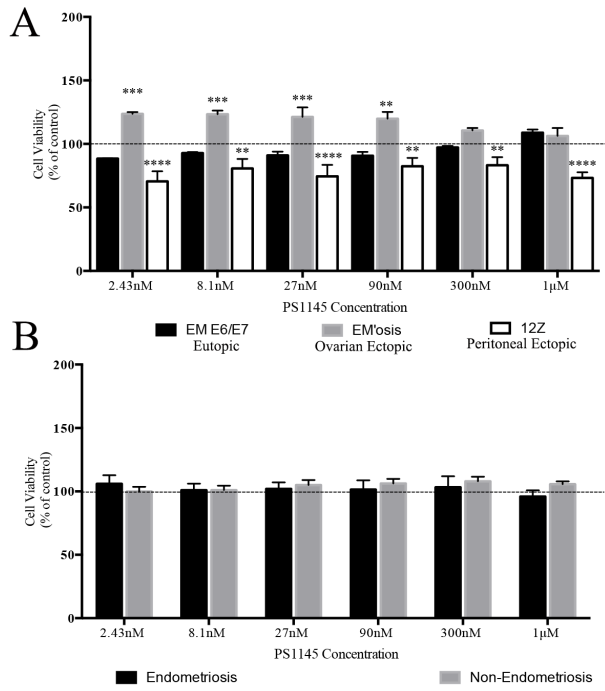 A
200
150
100
50
0
Cell Viability
(% of control)
*** *** *** **
**** ** **** ** ** ****
2.43nM 8.1nM 27nM 90nM 300nM 1μM
PS1145 Concentration
EM E6/E7 EM'osis 12Z
Eutopic Ovarian Ectopic Peritoneal Ectopic
B
200
150
100
50
0
Cell Viability
(% of control)
2.43nM 8.1nM 27nM 90nM 300nM 1μM
PS1145 Concentration
Endometriosis Non-Endometriosis